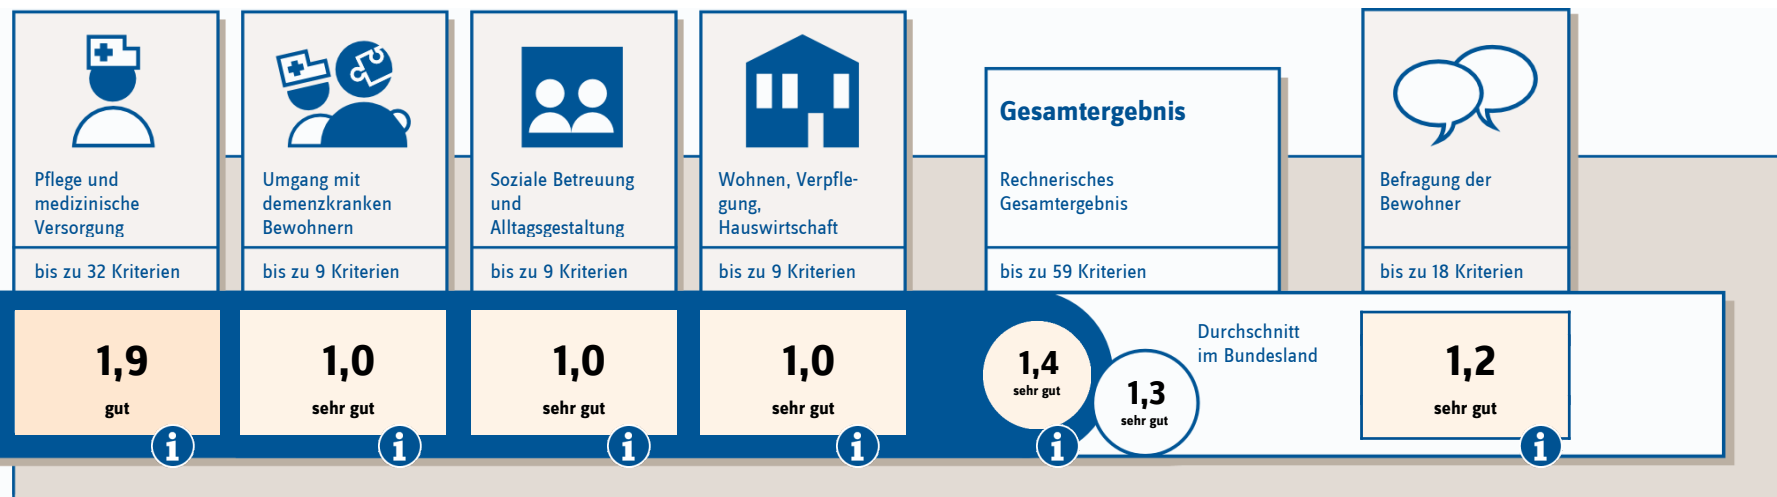 Pflege und
medizinische
Versorgung
bis zu 32 Kriterien
1,9
gut
Umgang mit
demenzkranken
Bewohnern
bis zu 9 Kriterien
1,0
sehr gut
Soziale Betreuung
und
Alltagsgestaltung
bis zu 9 Kriterien
1,0
sehr gut
Wohnen, Verpfle-
gung,
Hauswirtschaft
bis zu 9 Kriterien
1,0
sehr gut
Gesamtergebnis
Rechnerisches
Gesamtergebnis
bis zu 59 Kriterien
1,4
sehr gut
1,3
sehr gut
Durchschnitt
im Bundesland
Befragung der
Bewohner
bis zu 18 Kriterien
1,2
sehr gut